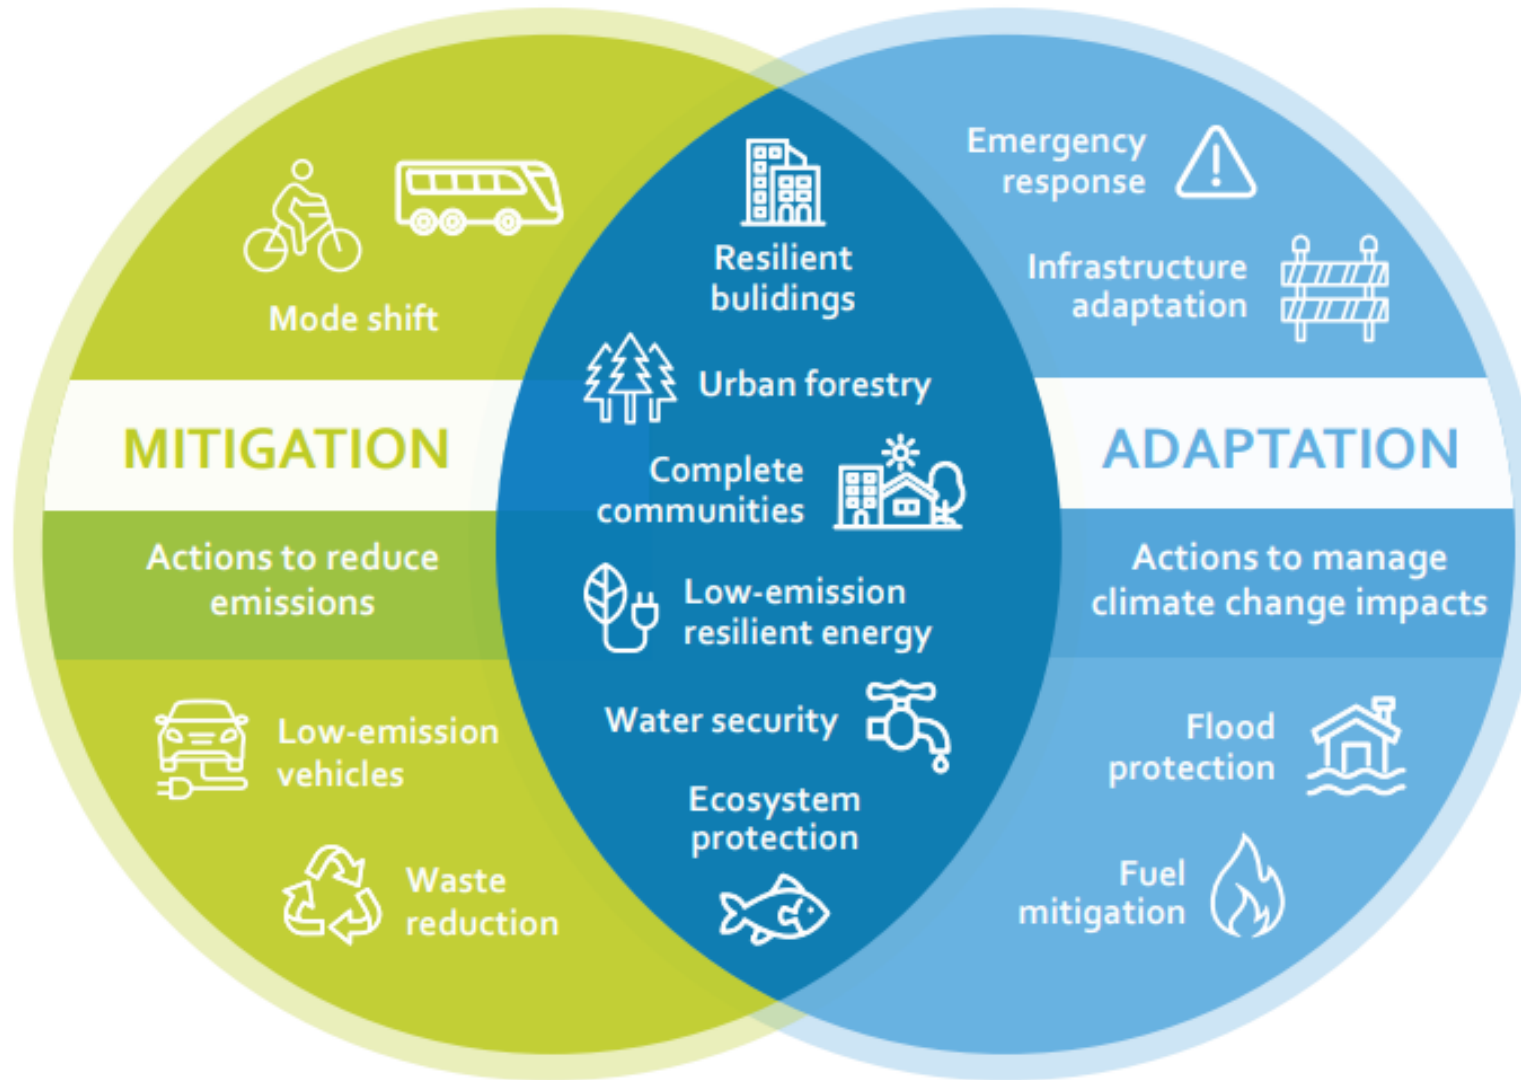 Mode shift
MITIGATION
Actions to reduce
emissions
Low-emission
vehicles
Waste
reduction
Resilient
bulidings
Urban forestry
Complete
communities
Low-emission
resilient energy
Water security
Ecosystem
protection
Emergency
response
Infrastructure
adaptation
ADAPTATION
Actions to manage
climate change impacts
Flood
protection
Fuel
mitigation